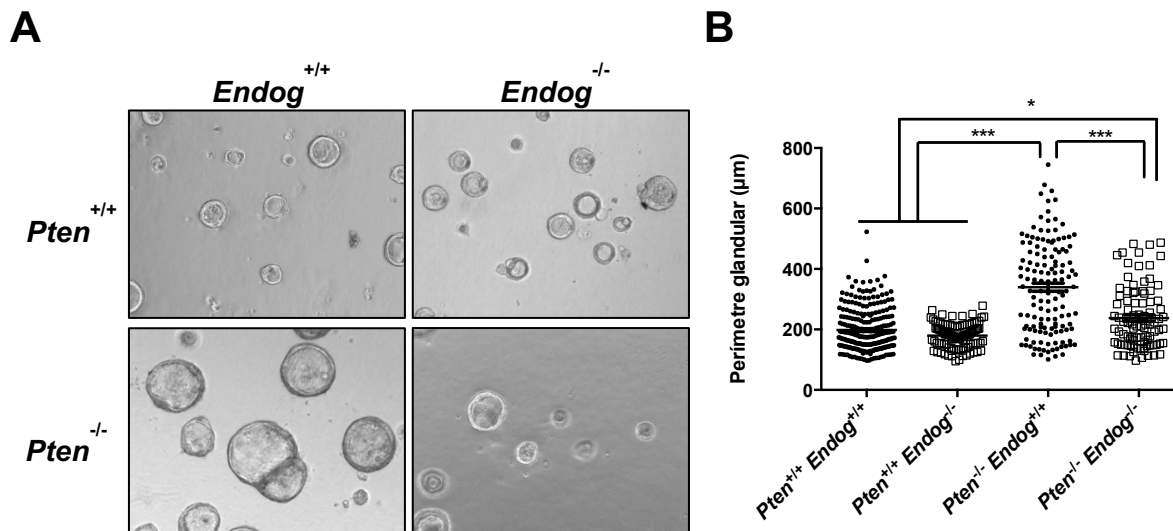 A
Endog +/+
Endog -/-
Pten +/+
Pten -/-
B
*
***
***
Perímetre glandular (µm)
800
600
400
200
0
Pten+/+ Endog+/+
Pten+/+ Endog-/-
Pten-/- Endog+/+
Pten-/- Endog-/-